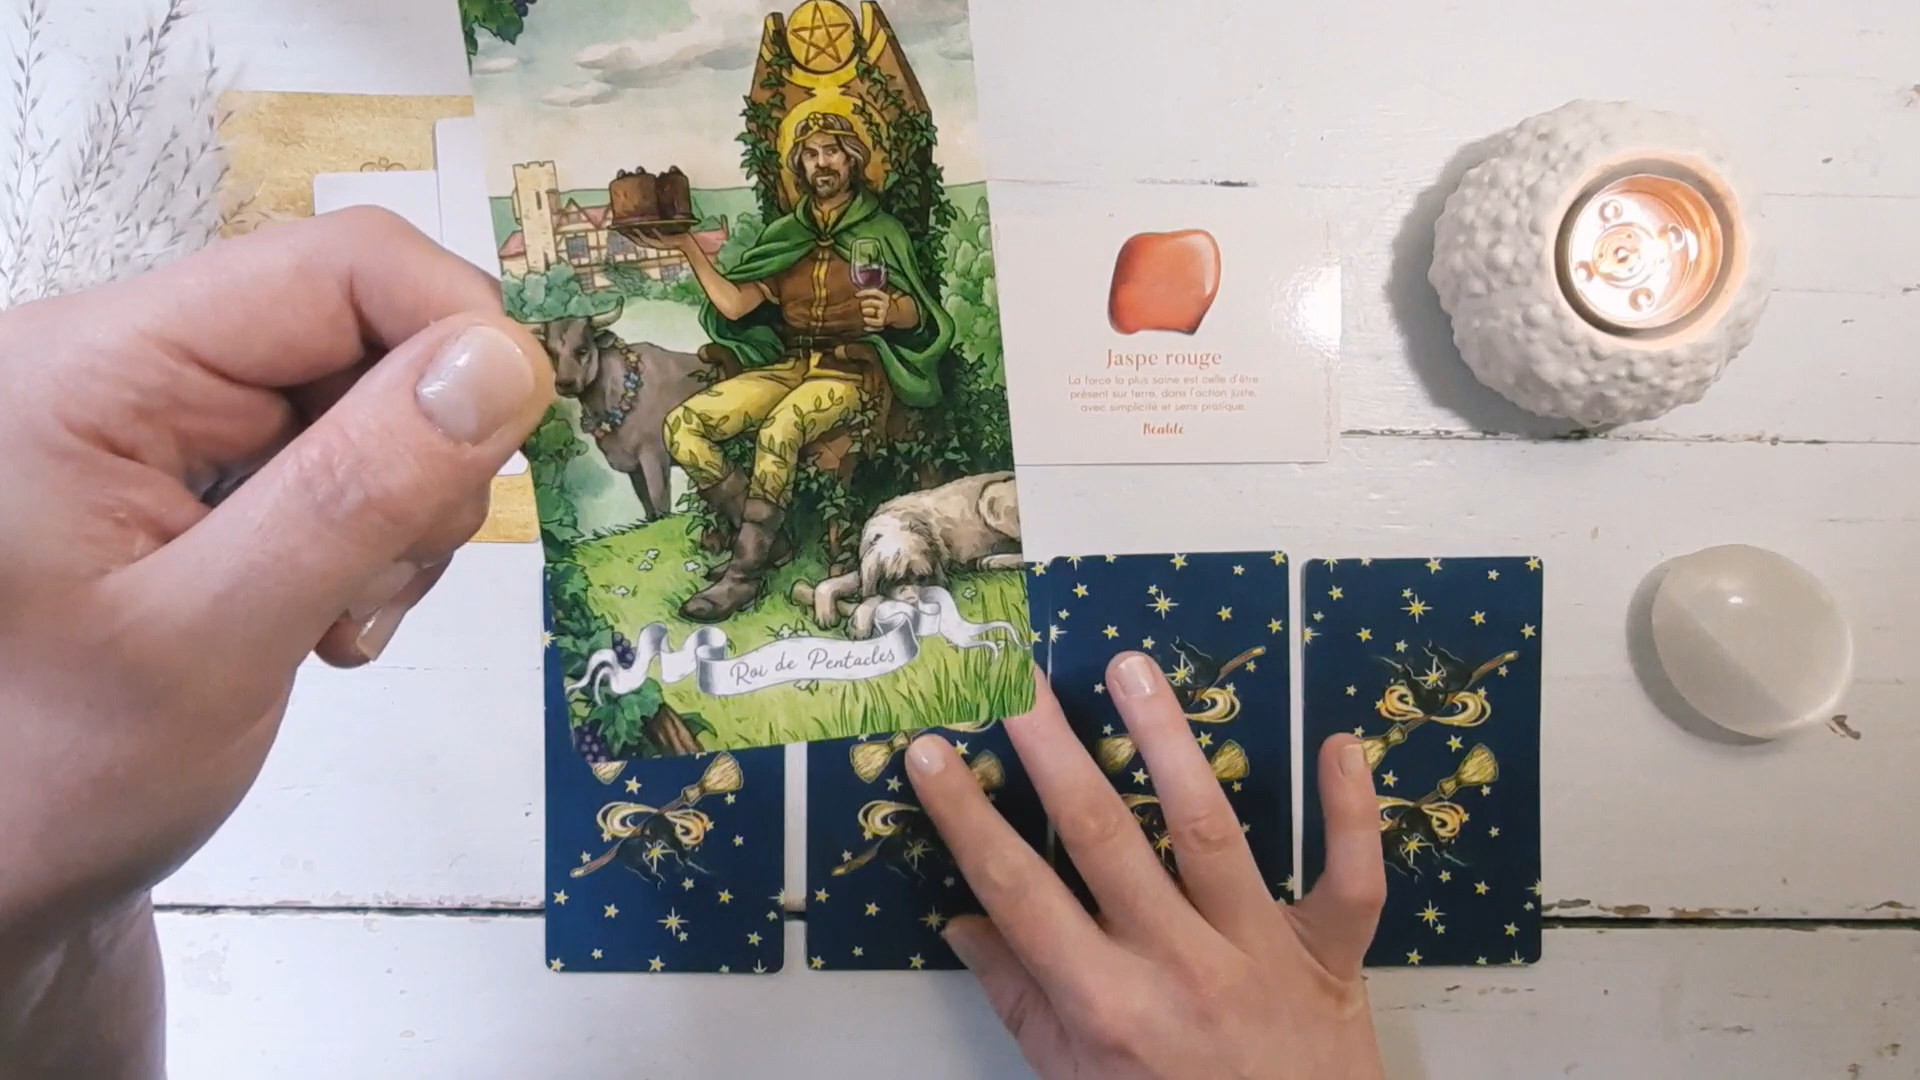 Jaspe rouge
La force la plus saine est celle d'être
présent sur terre, dans l'action juste,
avec simplicité et sens pratique.
Réalité
Roi de Pentacles